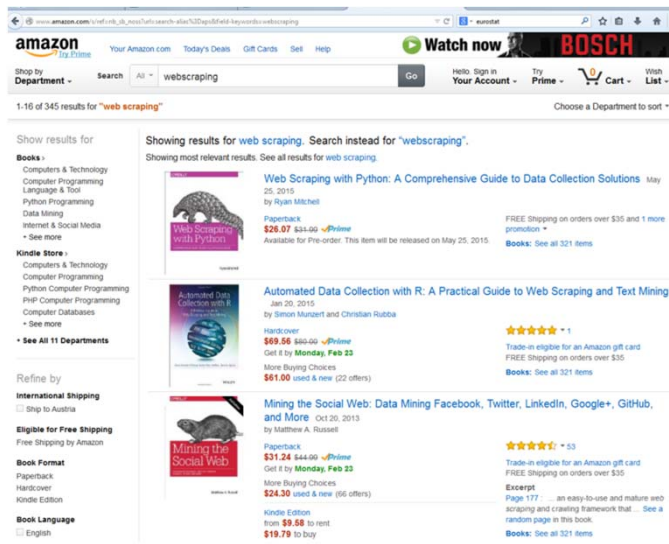 www.amazon.com/s/ref=nb_sb_noss?url=search-alias%3Daps&field-keywords=webscraping
eurostat
amazon
Try Prime
Your Amazon.com Today's Deals Gift Cards Sell Help
Watch now
BOSCH
Shop by
Department
Search All webscraping Go
Hello. Sign in
Your Account
Try
Prime
0
Cart
Wish
List
1-16 of 345 results for "web scraping"
Choose a Department to sort
Show results for
Books ›
Computers & Technology
Computer Programming
Language & Tool
Python Programming
Data Mining
Internet & Social Media
+ See more
Kindle Store ›
Computers & Technology
Computer Programming
Python Computer Programming
PHP Computer Programming
Computer Databases
+ See more
+ See All 11 Departments
Refine by
International Shipping
Ship to Austria
Eligible for Free Shipping
Free Shipping by Amazon
Book Format
Paperback
Hardcover
Kindle Edition
Book Language
English
Showing results for web scraping. Search instead for "webscraping".
Showing most relevant results. See all results for web scraping.
Web Scraping
with Python
Web Scraping with Python: A Comprehensive Guide to Data Collection Solutions May
25, 2015
by Ryan Mitchell
Paperback
$26.07 $31.99 Prime
Available for Pre-order. This item will be released on May 25, 2015.
FREE Shipping on orders over $35 and 1 more
promotion
Books: See all 321 items
Automated Data
Collection with R
WILEY
Automated Data Collection with R: A Practical Guide to Web Scraping and Text Mining
Jan 20, 2015
by Simon Munzert and Christian Rubba
Hardcover
$69.56 $80.00 Prime
Get it by Monday, Feb 23
More Buying Choices
$61.00 used & new (22 offers)
1
Trade-in eligible for an Amazon gift card
FREE Shipping on orders over $35
Books: See all 321 items
Mining the
Social Web
Mining the Social Web: Data Mining Facebook, Twitter, LinkedIn, Google+, GitHub,
and More Oct 20, 2013
by Matthew A. Russell
Paperback
$31.24 $44.99 Prime
Get it by Monday, Feb 23
More Buying Choices
$24.30 used & new (66 offers)
Kindle Edition
from $9.58 to rent
$19.79 to buy
53
Trade-in eligible for an Amazon gift card
FREE Shipping on orders over $35
Excerpt
Page 177 : ... an easy-to-use and mature web
scraping and crawling framework that ... See a
random page in this book.
Books: See all 321 items